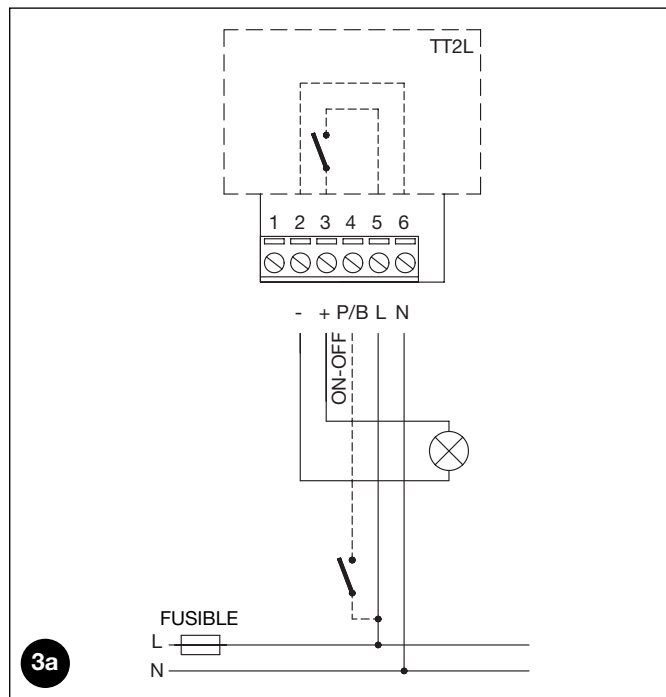 TT2L
1 2 3 4 5 6
- + P/B L N
ON-OFF
FUSIBLE
L
N
3a